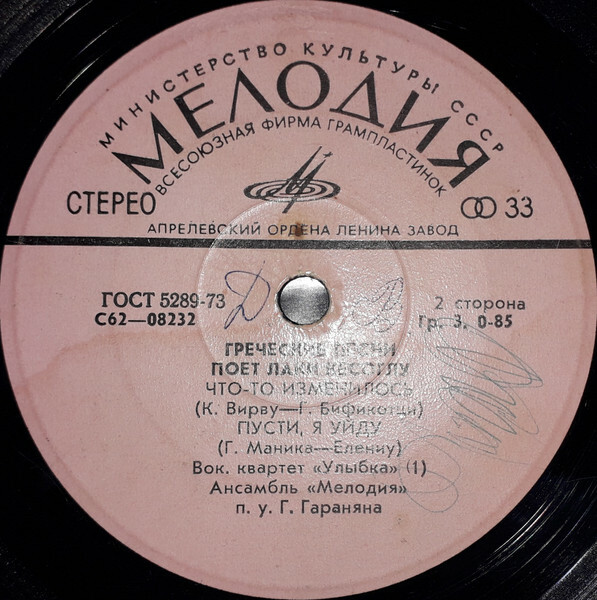 МИНИСТЕРСТВО КУЛЬТУРЫ СССР
МЕЛОДИЯ
ВСЕСОЮЗНАЯ ФИРМА ГРАМПЛАСТИНОК
СТЕРЕО
33
АПРЕЛЕВСКИЙ ОРДЕНА ЛЕНИНА ЗАВОД
ГОСТ 5289-73
С62—08232
Д
В
2 сторона
Гр. 3, 0-85
ГРЕЧЕСКИЕ ПЕСНИ
ПОЕТ ЛАКИ КЕСОГЛУ
ЧТО-ТО ИЗМЕНИЛОСЬ
(К. Вирву—Г. Бификотци)
ПУСТИ, Я УЙДУ
(Г. Маника—Елениу)
Вок. квартет «Улыбка» (1)
Ансамбль «Мелодия»
п. у. Г. Гараняна